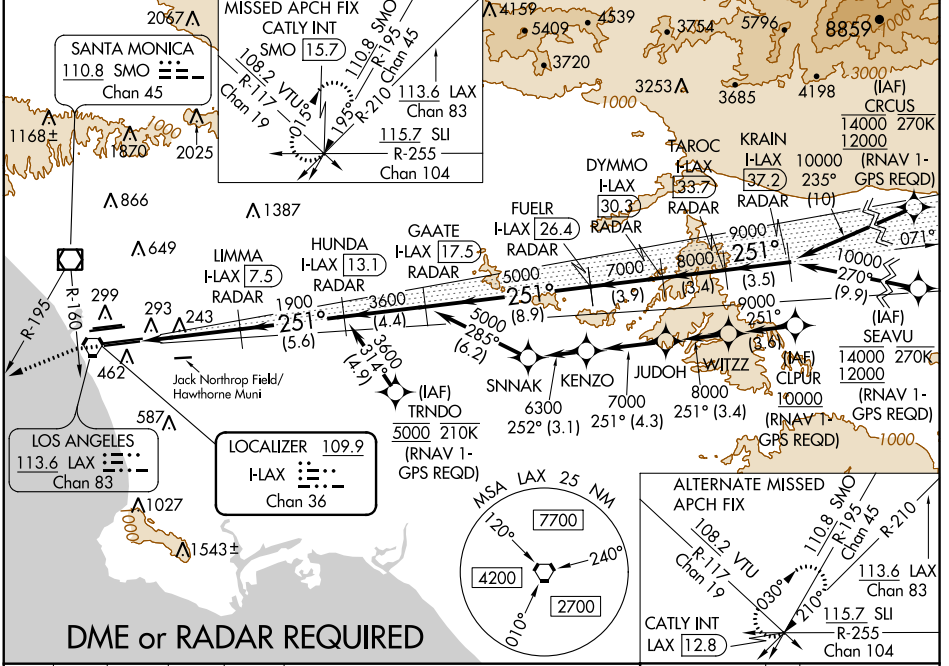 2067
SANTA MONICA
110.8 SMO
Chan 45
MISSED APCH FIX
CATLY INT
SMO 15.7
110.8 SMO
R-195
Chan 45
R-210
108.2 VTU
R-117
Chan 19
015°
195°
113.6 LAX
Chan 83
115.7 SLI
R-255
Chan 104
4159
5409
4539
3720
3754
5796
8859
3253
3685
4198
3000
1000
1168±
1870
2025
1000
866
1387
649
299
293
243
462
587
1027
1543±
(IAF)
CRCUS
14000 270K
12000
(RNAV 1-
GPS REQD)
10000
235°
(10)
KRAIN
I-LAX
37.2
RADAR
TAROC
I-LAX
33.7
RADAR
DYMMO
I-LAX
30.3
RADAR
FUELR
I-LAX 26.4
RADAR
GAATE
I-LAX 17.5
RADAR
HUNDA
I-LAX 13.1
RADAR
LIMMA
I-LAX 7.5
RADAR
R-195
R-160
1900
251°
(5.6)
3600
(4.4)
5000
251°
(8.9)
7000
(3.9)
8000
(3.4)
9000
251°
(3.5)
071°
10000
270°
(9.9)
(IAF)
SEAVU
14000 270K
12000
(RNAV 1-
GPS REQD)
5000
285°
(6.2)
3600
314°
(4.9)
9000
251°
(3.6)
SNNAK
KENZO
JUDOH
WITZZ
(IAF)
CLPUR
10000
(RNAV 1-
GPS REQD)
6300
252° (3.1)
7000
251° (4.3)
8000
251° (3.4)
(IAF)
TRNDO
5000 210K
(RNAV 1-
GPS REQD)
Jack Northrop Field/
Hawthorne Muni
LOS ANGELES
113.6 LAX
Chan 83
LOCALIZER 109.9
I-LAX
Chan 36
1000
MSA LAX 25 NM
120°
7700
240°
4200
2700
010°
ALTERNATE MISSED
APCH FIX
110.8 SMO
R-195
Chan 45
R-210
108.2 VTU
R-117
Chan 19
030°
210°
113.6 LAX
Chan 83
115.7 SLI
R-255
Chan 104
CATLY INT
LAX 12.8
DME or RADAR REQUIRED